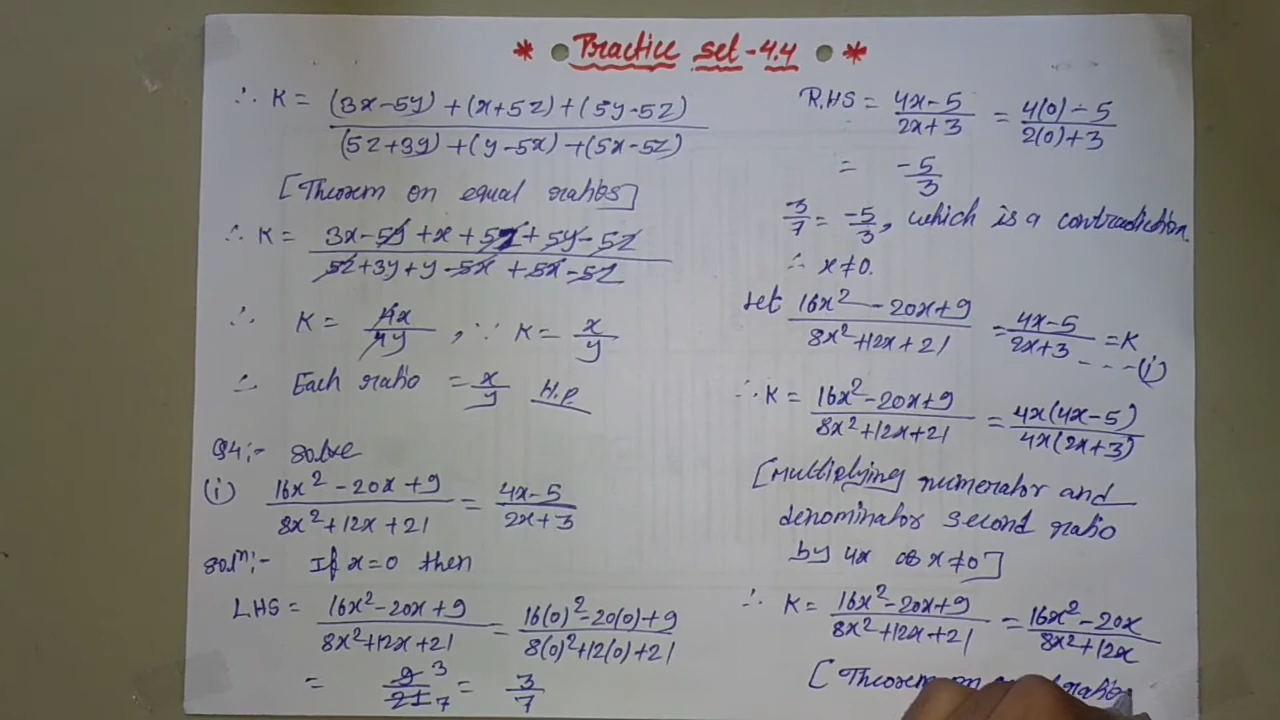 * Practice set - 4.4 *
∴ K = (3x-5y) + (x+5z) + (5y-5z) / (5z+3y) + (y-5x) + (5x-5z)
[Theorem on equal ratios]
∴ K = 3x-5y + x + 5z + 5y - 5z / 5z + 3y + y - 5x + 5x - 5z
∴ K = 4x / 4y , ∵ K = x / y
∴ Each ratio = x / y H.P
Q4:- solve
(i) 16x² - 20x + 9 / 8x² + 12x + 21 = 4x-5 / 2x+3
solⁿ:- If x=0 then
LHS = 16x² - 20x + 9 / 8x²+12x+21 = 16(0)² - 20(0) + 9 / 8(0)² + 12(0) + 21
= 9 3 / 21 7 = 3 / 7
R.HS = 4x-5 / 2x+3 = 4(0) - 5 / 2(0) + 3
= -5 / 3
3 / 7 = -5 / 3, which is a contradiction.
∴ x≠0.
set 16x² - 20x+9 / 8x² +12x+21 = 4x-5 / 2x+3 = K ---(i)
∴ K = 16x² - 20x+9 / 8x²+12x+21 = 4x(4x-5) / 4x(2x+3)
[Multiplying numerator and
denominator second ratio
by 4x as x≠0]
∴ K = 16x² - 20x+9 / 8x²+12x+21 = 16x² - 20x / 8x²+12x
[Theorem on